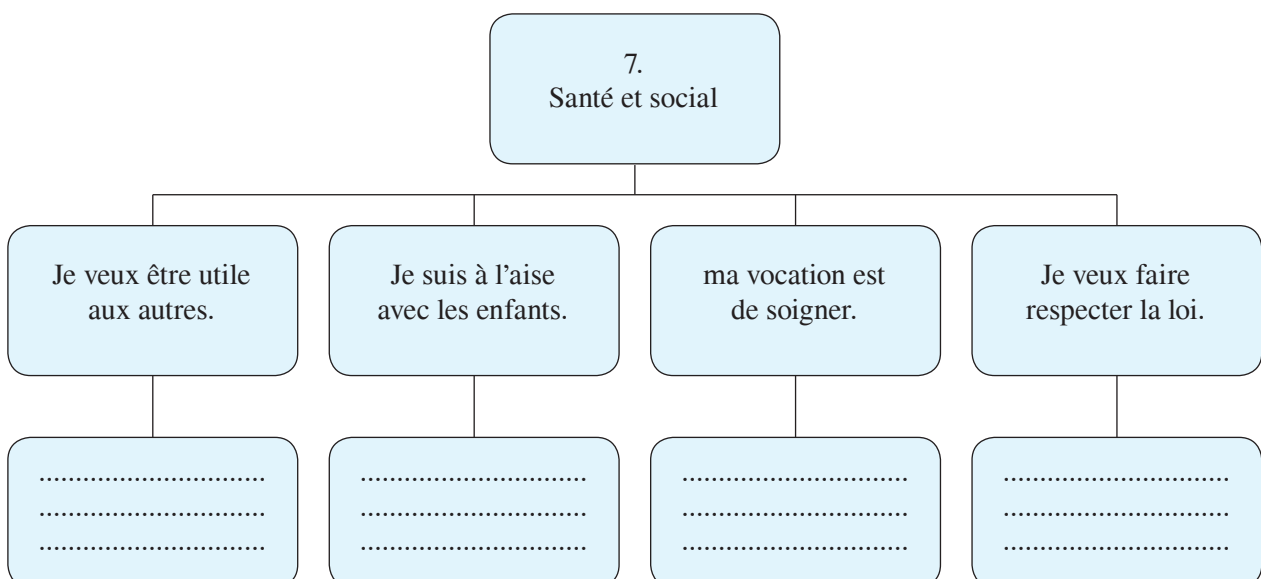 7.
Santé et social
Je veux être utile
aux autres.
Je suis à l'aise
avec les enfants.
ma vocation est
de soigner.
Je veux faire
respecter la loi.
...............................
...............................
...............................
...............................
...............................
...............................
...............................
...............................
...............................
...............................
...............................
...............................